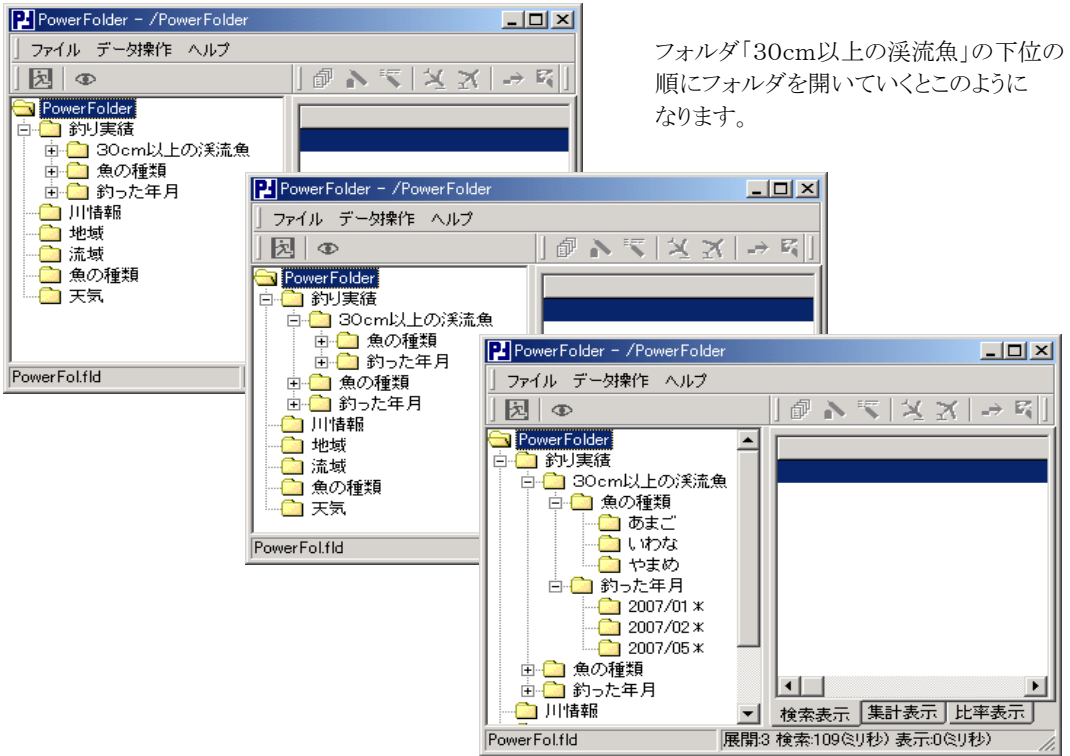 PowerFolder - /PowerFolder
ファイル データ操作 ヘルプ
PowerFolder
釣り実績
30cm以上の渓流魚
魚の種類
釣った年月
川情報
地域
流域
魚の種類
天気
PowerFol.fld
フォルダ「30cm以上の渓流魚」の下位の
順にフォルダを開いていくとこのように
なります。
PowerFolder - /PowerFolder
ファイル データ操作 ヘルプ
PowerFolder
釣り実績
30cm以上の渓流魚
魚の種類
釣った年月
魚の種類
釣った年月
川情報
地域
流域
魚の種類
天気
PowerFol.fld
PowerFolder - /PowerFolder
ファイル データ操作 ヘルプ
PowerFolder
釣り実績
30cm以上の渓流魚
魚の種類
あまご
いわな
やまめ
釣った年月
2007/01*
2007/02*
2007/05*
魚の種類
釣った年月
川情報
検索表示 集計表示 比率表示
PowerFol.fld 展開:3 検索:109(ミリ秒) 表示:0(ミリ秒)